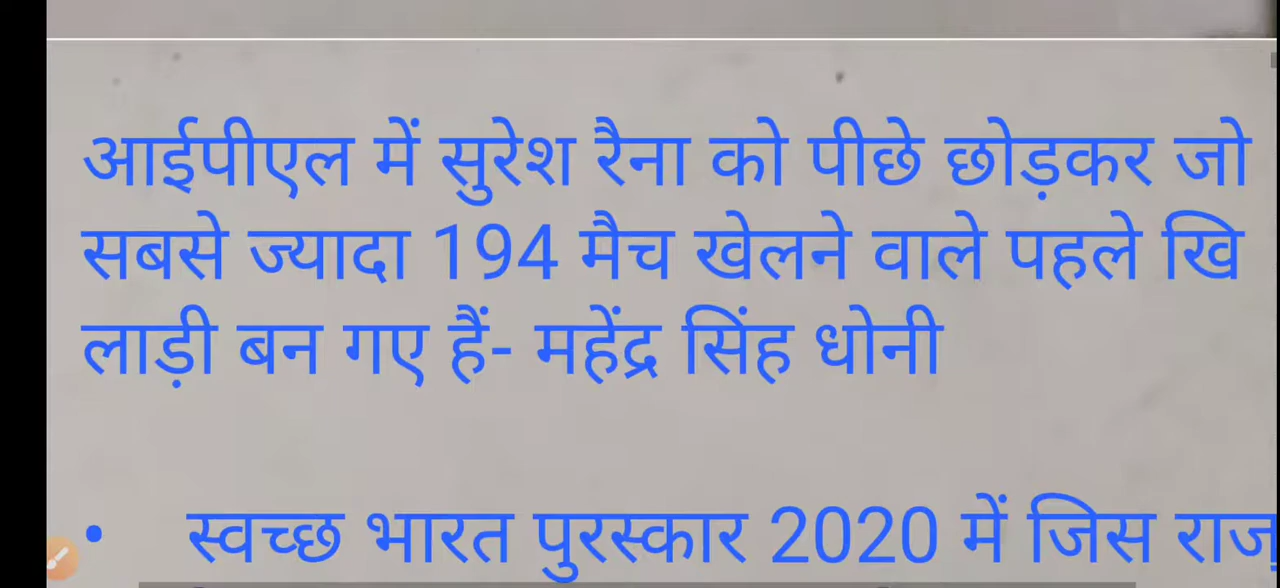 आईपीएल में सुरेश रैना को पीछे छोड़कर जो
सबसे ज्यादा 194 मैच खेलने वाले पहले खि
लाड़ी बन गए हैं- महेंद्र सिंह धोनी
• स्वच्छ भारत पुरस्कार 2020 में जिस